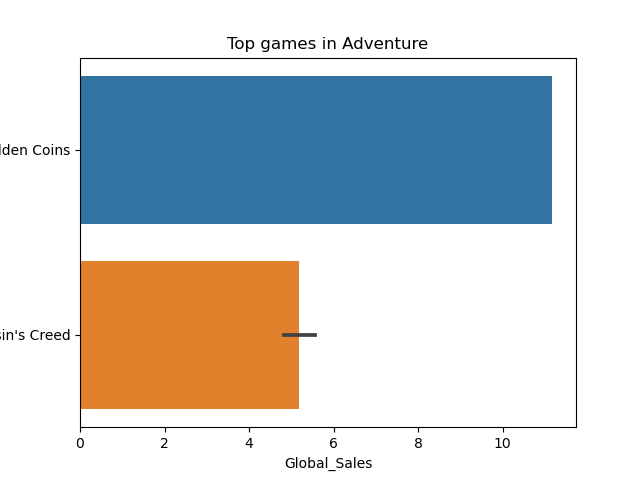 Top games in Adventure
lden Coins
sin's Creed
0 2 4 6 8 10
Global_Sales